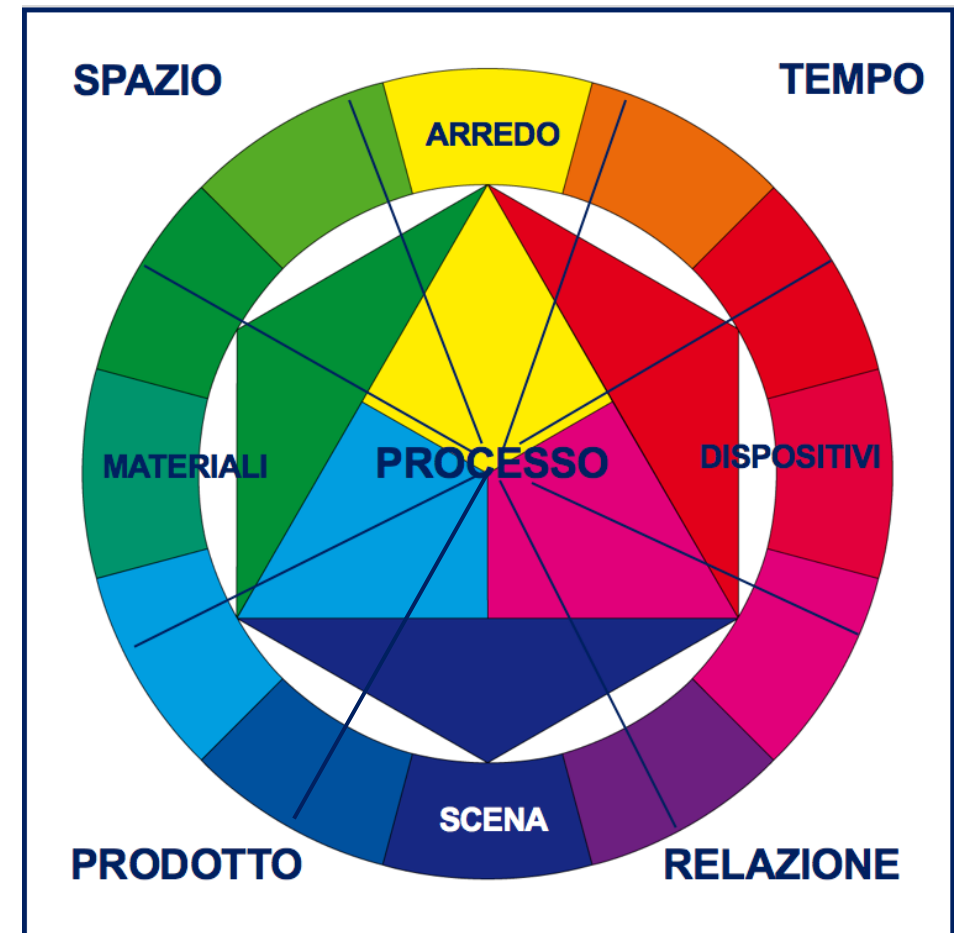 SPAZIO
TEMPO
ARREDO
MATERIALI
PROCESSO
DISPOSITIVI
SCENA
PRODOTTO
RELAZIONE